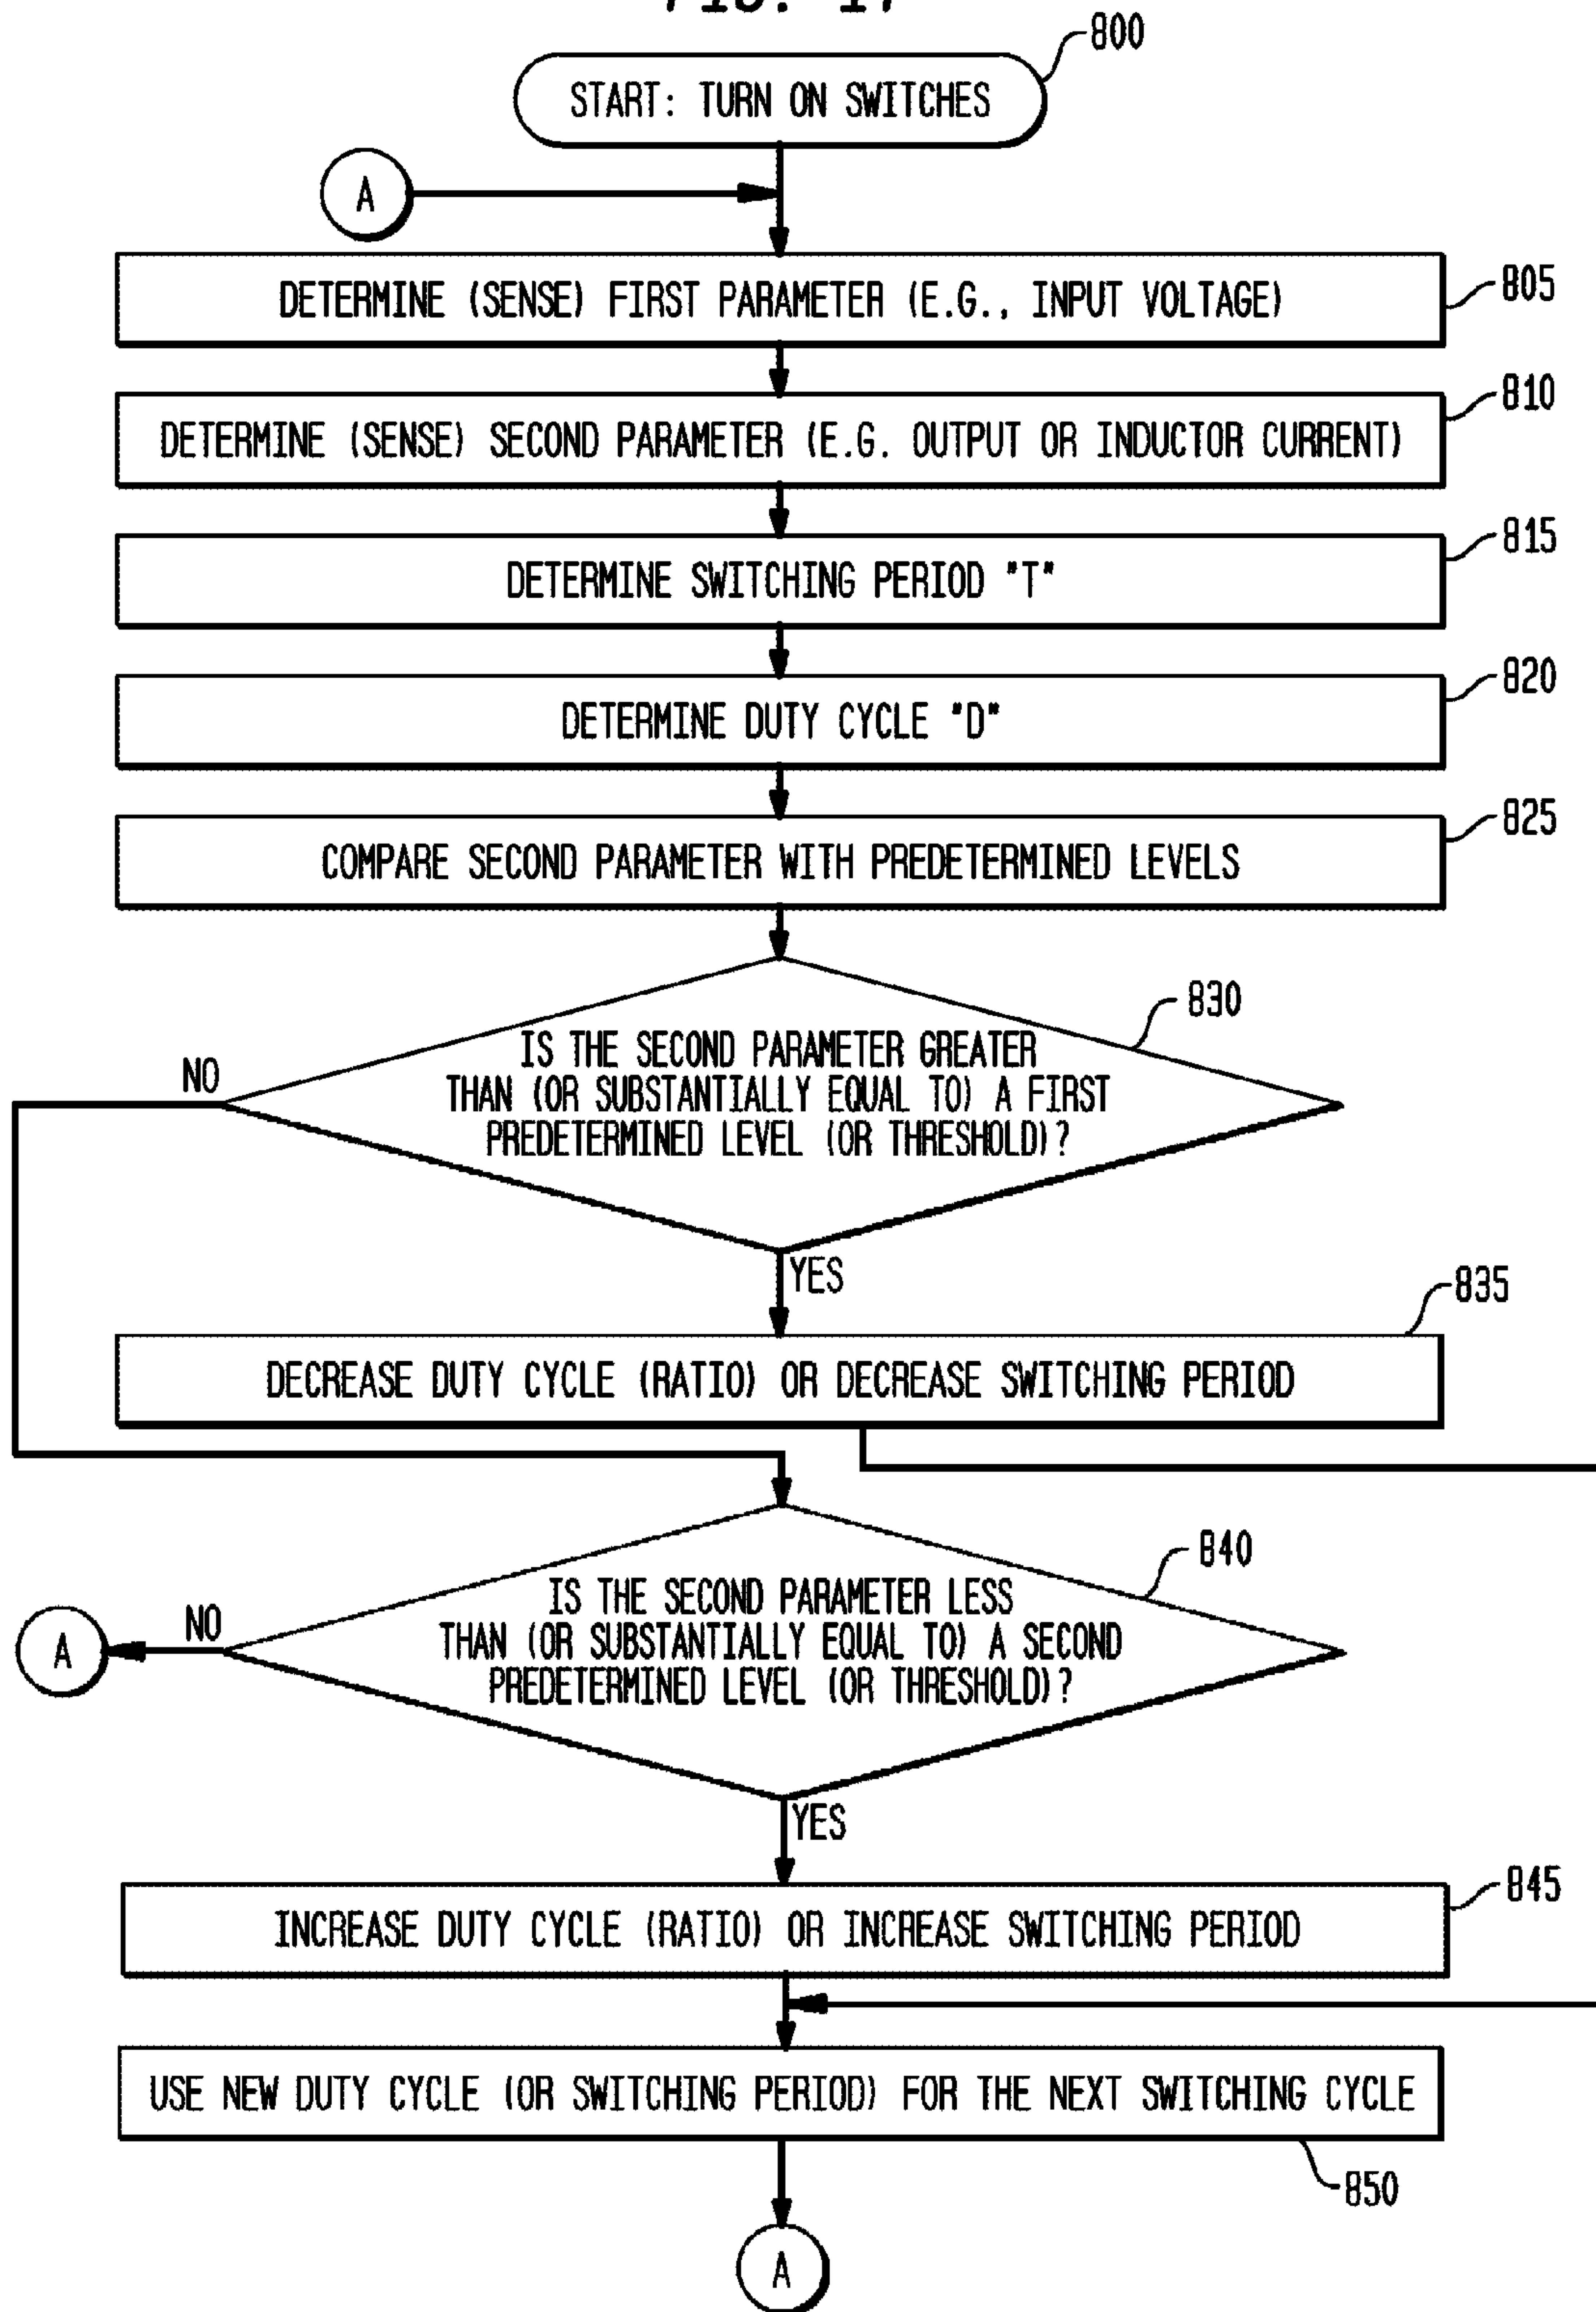 800
START: TURN ON SWITCHES
A
DETERMINE (SENSE) FIRST PARAMETER (E.G., INPUT VOLTAGE)
805
DETERMINE (SENSE) SECOND PARAMETER (E.G. OUTPUT OR INDUCTOR CURRENT)
810
DETERMINE SWITCHING PERIOD "T"
815
DETERMINE DUTY CYCLE "D"
820
COMPARE SECOND PARAMETER WITH PREDETERMINED LEVELS
825
830
IS THE SECOND PARAMETER GREATER
THAN (OR SUBSTANTIALLY EQUAL TO) A FIRST
PREDETERMINED LEVEL (OR THRESHOLD)?
NO
YES
835
DECREASE DUTY CYCLE (RATIO) OR DECREASE SWITCHING PERIOD
840
IS THE SECOND PARAMETER LESS
THAN (OR SUBSTANTIALLY EQUAL TO) A SECOND
PREDETERMINED LEVEL (OR THRESHOLD)?
NO
A
YES
845
INCREASE DUTY CYCLE (RATIO) OR INCREASE SWITCHING PERIOD
USE NEW DUTY CYCLE (OR SWITCHING PERIOD) FOR THE NEXT SWITCHING CYCLE
850
A